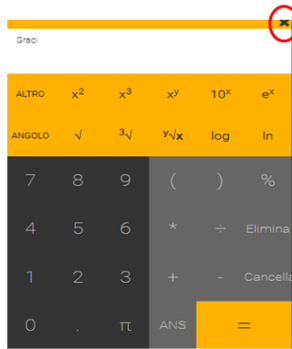 ✖
Gradi
ALTRO x² x³ xʸ 10ˣ eˣ
ANGOLO √ ³√ ʸ√x log ln
7 8 9 ( ) %
4 5 6 * ÷ Elimina
1 2 3 + - Cancella
0 . π ANS =